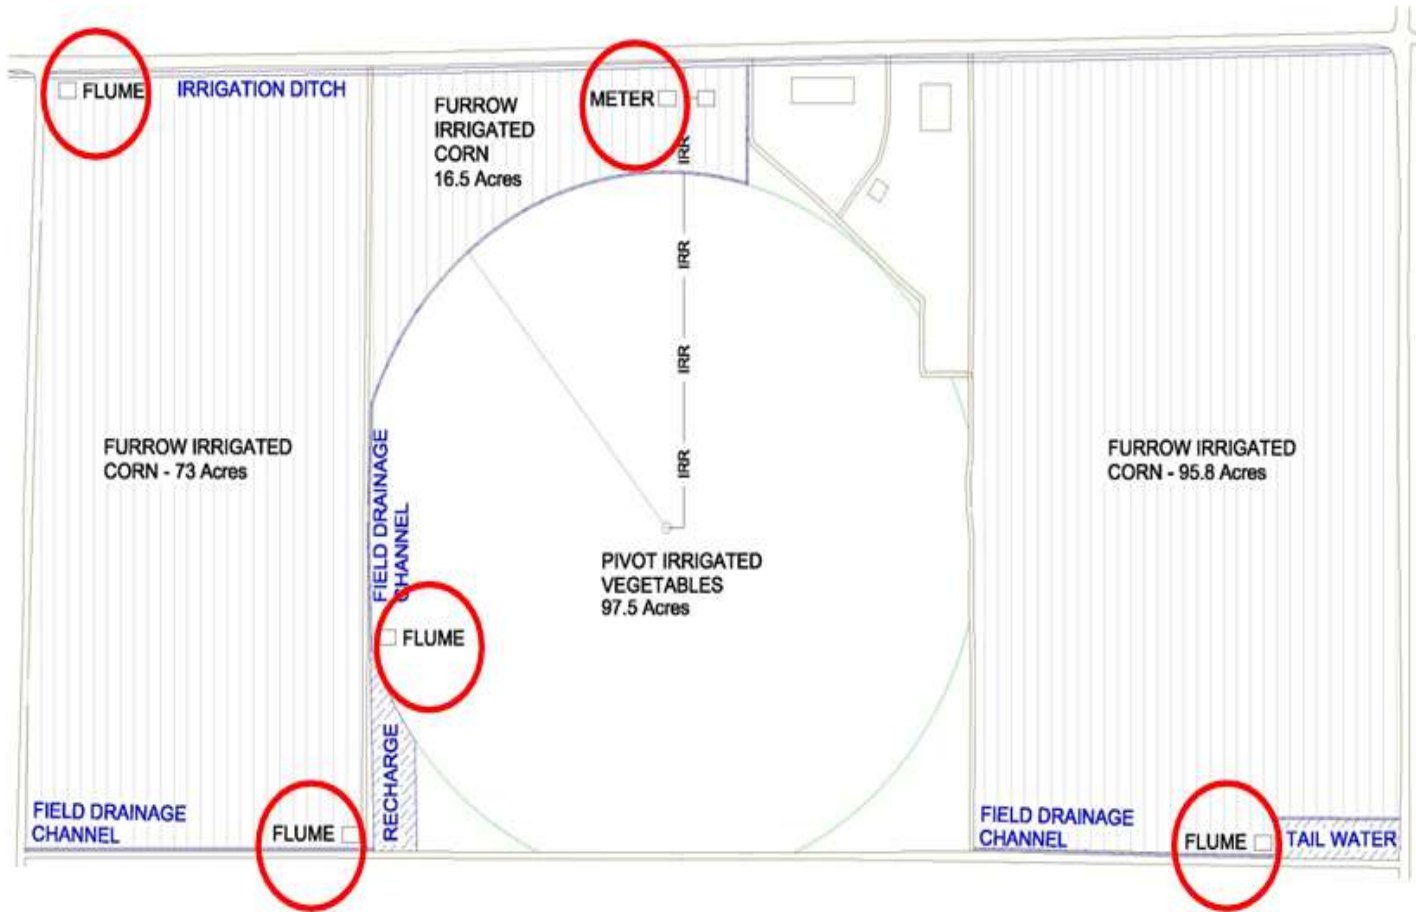 FLUME
IRRIGATION DITCH
FURROW
IRRIGATED
CORN
16.5 Acres
METER
IRR
IRR
IRR
IRR
FURROW IRRIGATED
CORN - 73 Acres
FIELD DRAINAGE
CHANNEL
FURROW IRRIGATED
CORN - 95.8 Acres
PIVOT IRRIGATED
VEGETABLES
97.5 Acres
FLUME
RECHARGE
FIELD DRAINAGE
CHANNEL
FLUME
FIELD DRAINAGE
CHANNEL
FLUME
TAIL WATER